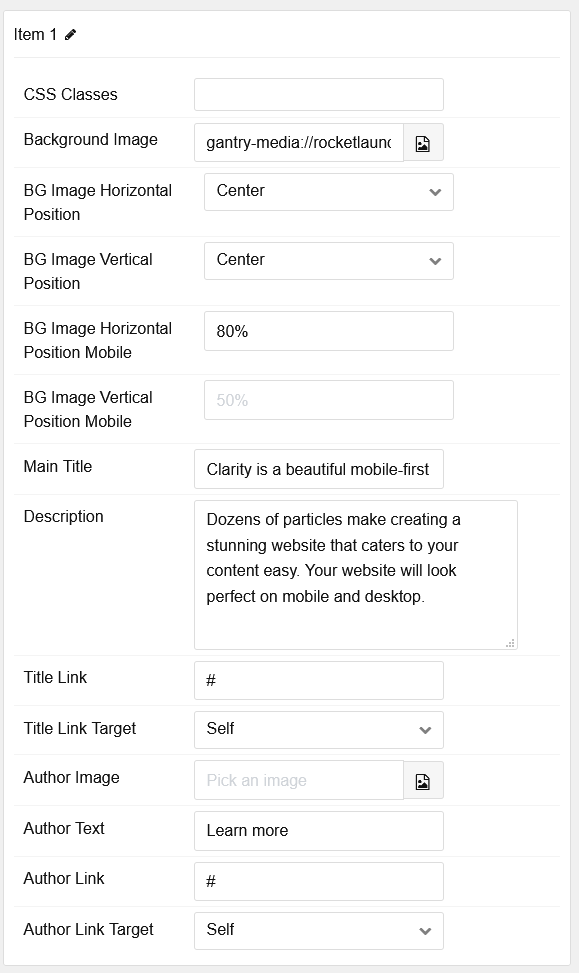 Item 1
CSS Classes
Background Image
gantry-media://rocketlaunc
BG Image Horizontal
Position
Center
BG Image Vertical
Position
Center
BG Image Horizontal
Position Mobile
80%
BG Image Vertical
Position Mobile
50%
Main Title
Clarity is a beautiful mobile-first
Description
Dozens of particles make creating a
stunning website that caters to your
content easy. Your website will look
perfect on mobile and desktop.
Title Link
#
Title Link Target
Self
Author Image
Pick an image
Author Text
Learn more
Author Link
#
Author Link Target
Self